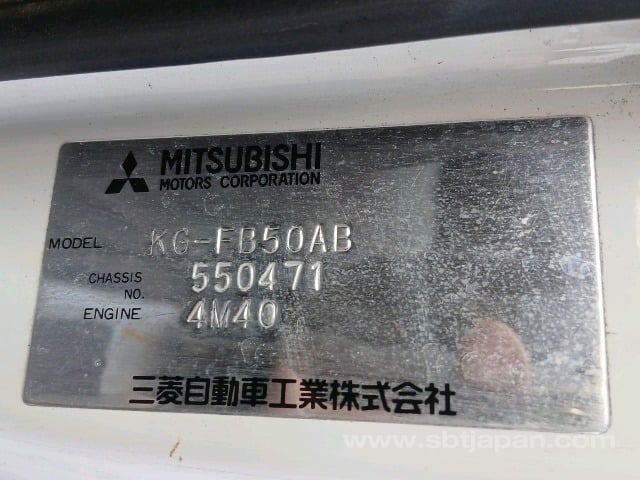 MITSUBISHI
MOTORS CORPORATION
MODEL KG-FB50AB
CHASSIS NO. 550471
ENGINE 4M40
三菱自動車工業株式会社
www.sbtjapan.com